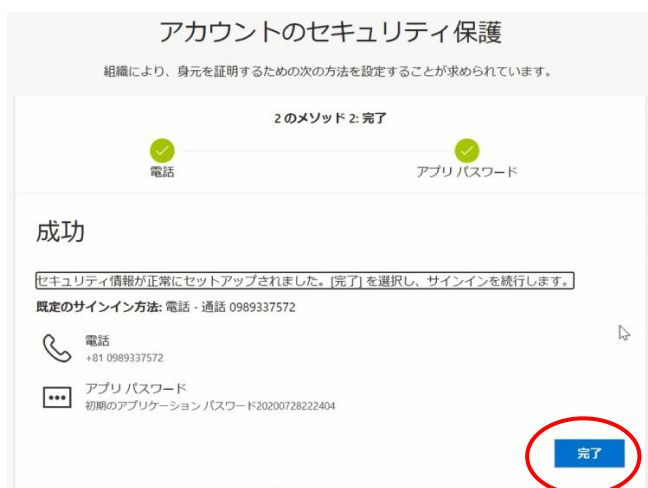 アカウントのセキュリティ保護
組織により、身元を証明するための次の方法を設定することが求められています。
2 のメソッド 2: 完了
電話
アプリ パスワード
成功
セキュリティ情報が正常にセットアップされました。[完了] を選択し、サインインを続行します。
既定のサインイン方法: 電話 - 通話 0989337572
電話
+81 0989337572
アプリ パスワード
初期のアプリケーション パスワード20200728222404
完了